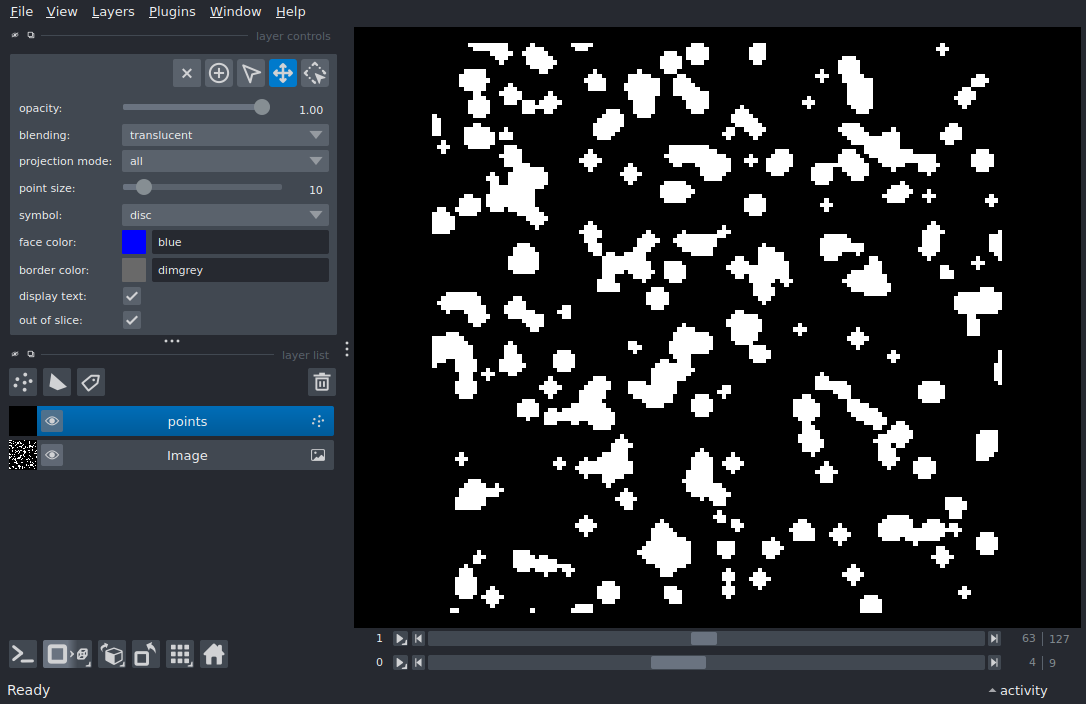 File View Layers Plugins Window Help
layer controls
opacity: 1.00
blending: translucent
projection mode: all
point size: 10
symbol: disc
face color: blue
border color: dimgrey
display text:
out of slice:
layer list
points
Image
1 63 127
0 4 9
Ready activity